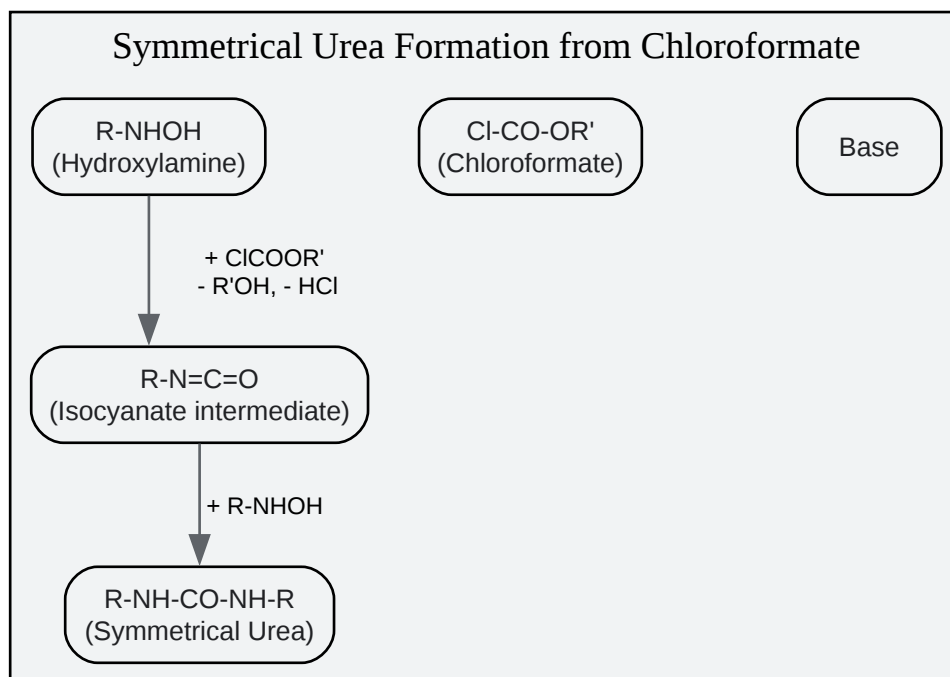 Symmetrical Urea Formation from Chloroformate
R-NHOH
(Hydroxylamine)
Cl-CO-OR'
(Chloroformate)
Base
+ ClCOOR'
- R'OH, - HCl
R-N=C=O
(Isocyanate intermediate)
+ R-NHOH
R-NH-CO-NH-R
(Symmetrical Urea)